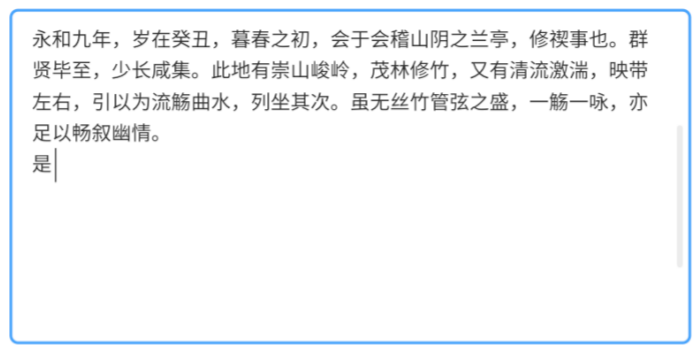 永和九年，岁在癸丑，暮春之初，会于会稽山阴之兰亭，修禊事也。群
贤毕至，少长咸集。此地有崇山峻岭，茂林修竹，又有清流激湍，映带
左右，引以为流觞曲水，列坐其次。虽无丝竹管弦之盛，一觞一咏，亦
足以畅叙幽情。
是